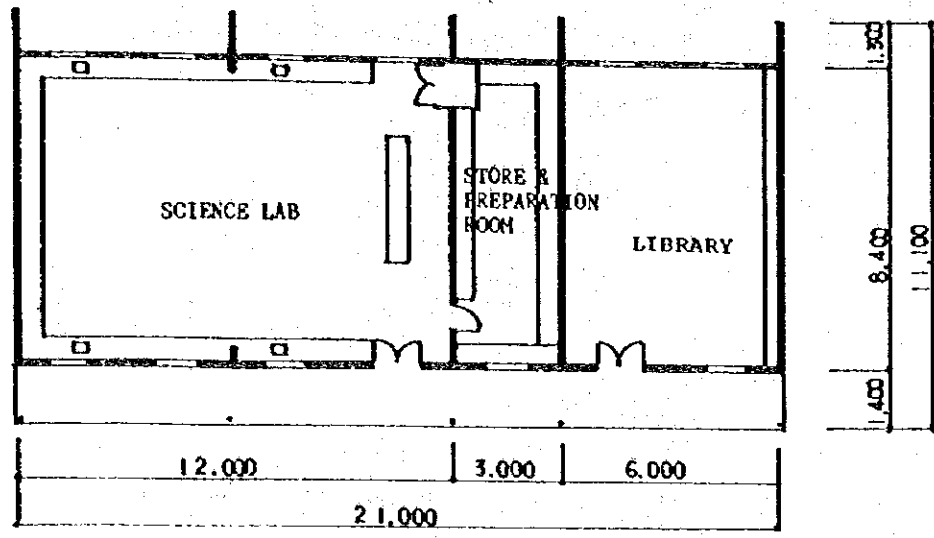 SCIENCE LAB
STORE &
PREPARATION
ROOM
LIBRARY
1.300
8.400
11.100
1.400
12.000
3.000
6.000
21.000